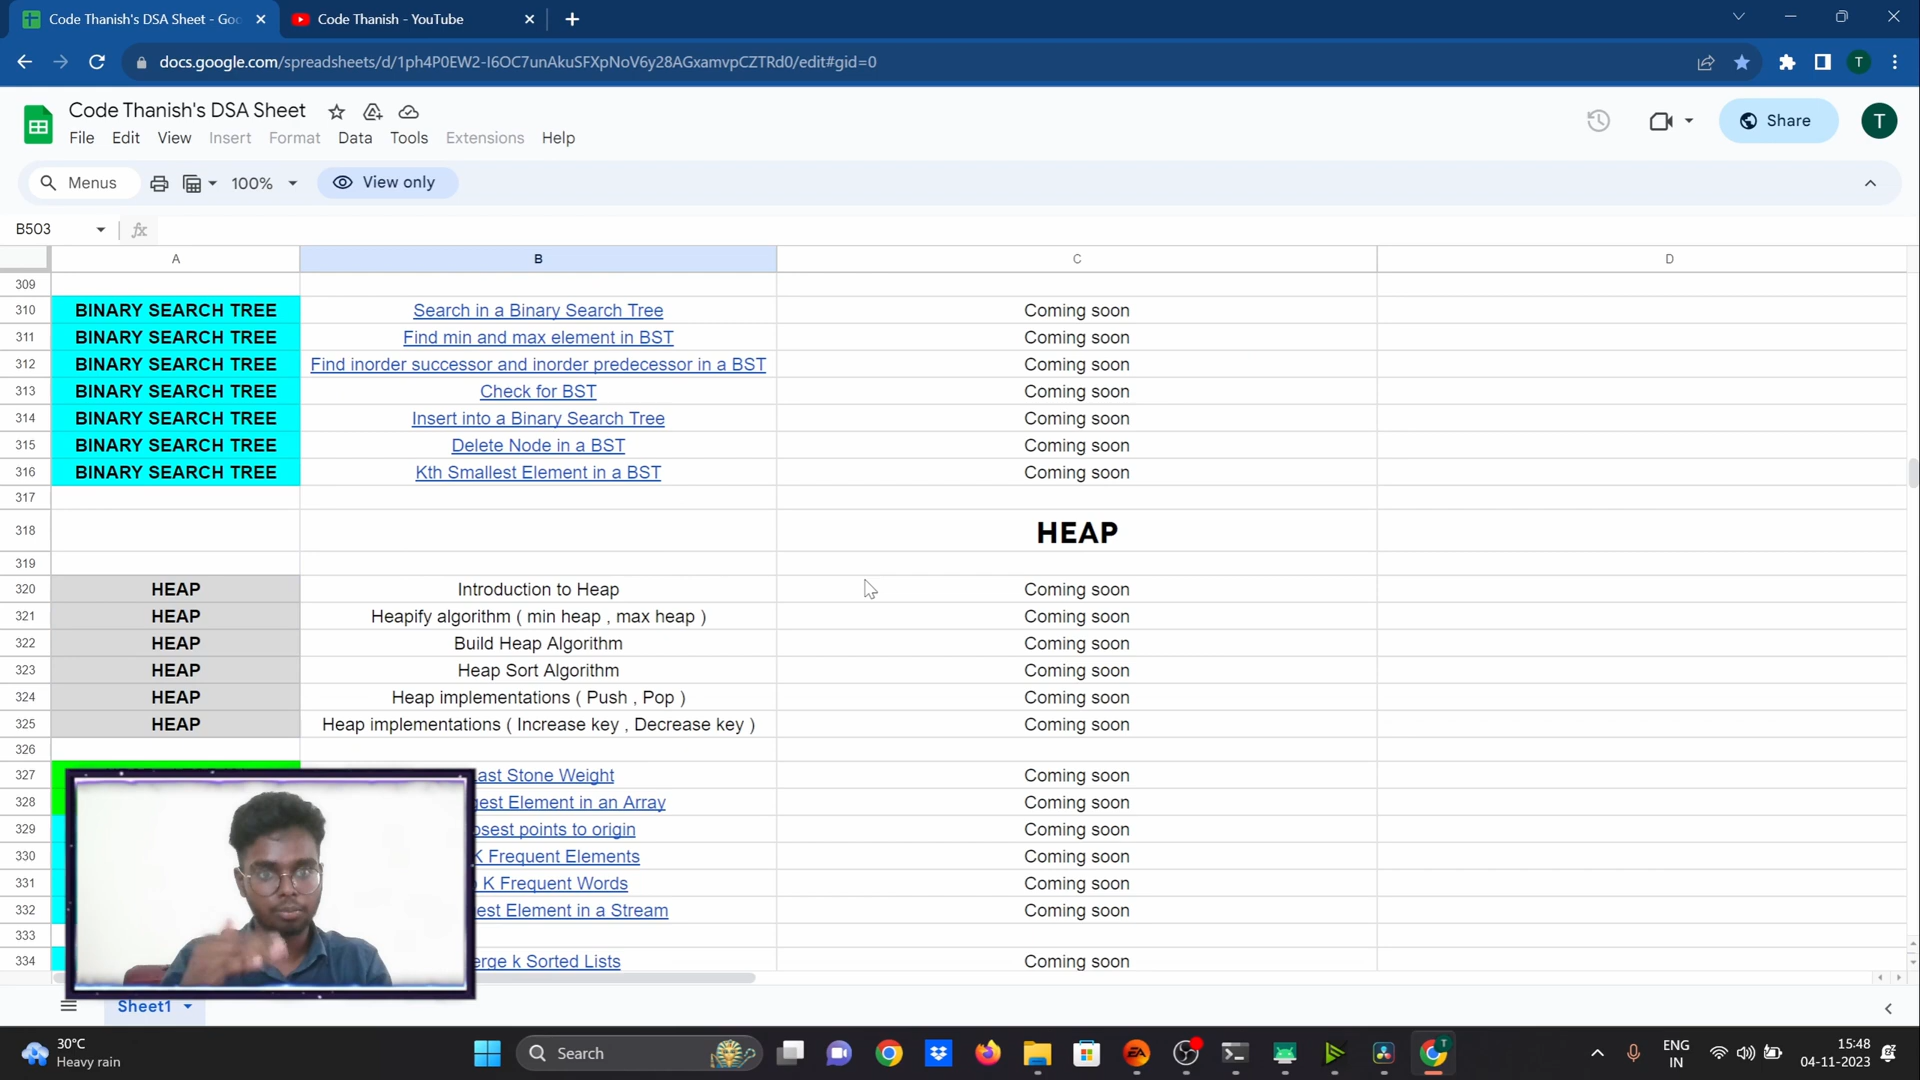 Code Thanish's DSA Sheet - Goo
Code Thanish - YouTube
docs.google.com/spreadsheets/d/1ph4P0EW2-I6OC7unAkuSFXpNoV6y28AGxamvpCZTRd0/edit#gid=0
T
Code Thanish's DSA Sheet
File Edit View Insert Format Data Tools Extensions Help
Share
T
Menus
100%
View only
B503
fx
A B C D
309
310 BINARY SEARCH TREE Search in a Binary Search Tree Coming soon
311 BINARY SEARCH TREE Find min and max element in BST Coming soon
312 BINARY SEARCH TREE Find inorder successor and inorder predecessor in a BST Coming soon
313 BINARY SEARCH TREE Check for BST Coming soon
314 BINARY SEARCH TREE Insert into a Binary Search Tree Coming soon
315 BINARY SEARCH TREE Delete Node in a BST Coming soon
316 BINARY SEARCH TREE Kth Smallest Element in a BST Coming soon
317
318 HEAP
319
320 HEAP Introduction to Heap Coming soon
321 HEAP Heapify algorithm ( min heap , max heap ) Coming soon
322 HEAP Build Heap Algorithm Coming soon
323 HEAP Heap Sort Algorithm Coming soon
324 HEAP Heap implementations ( Push , Pop ) Coming soon
325 HEAP Heap implementations ( Increase key , Decrease key ) Coming soon
326
327 Last Stone Weight Coming soon
328 Element in an Array Coming soon
329 points to origin Coming soon
330 K Frequent Elements Coming soon
331 K Frequent Words Coming soon
332 Element in a Stream Coming soon
333
334 k Sorted Lists Coming soon
Sheet1
30°C
Heavy rain
Search
EA
T
ENG
IN
15:48
04-11-2023